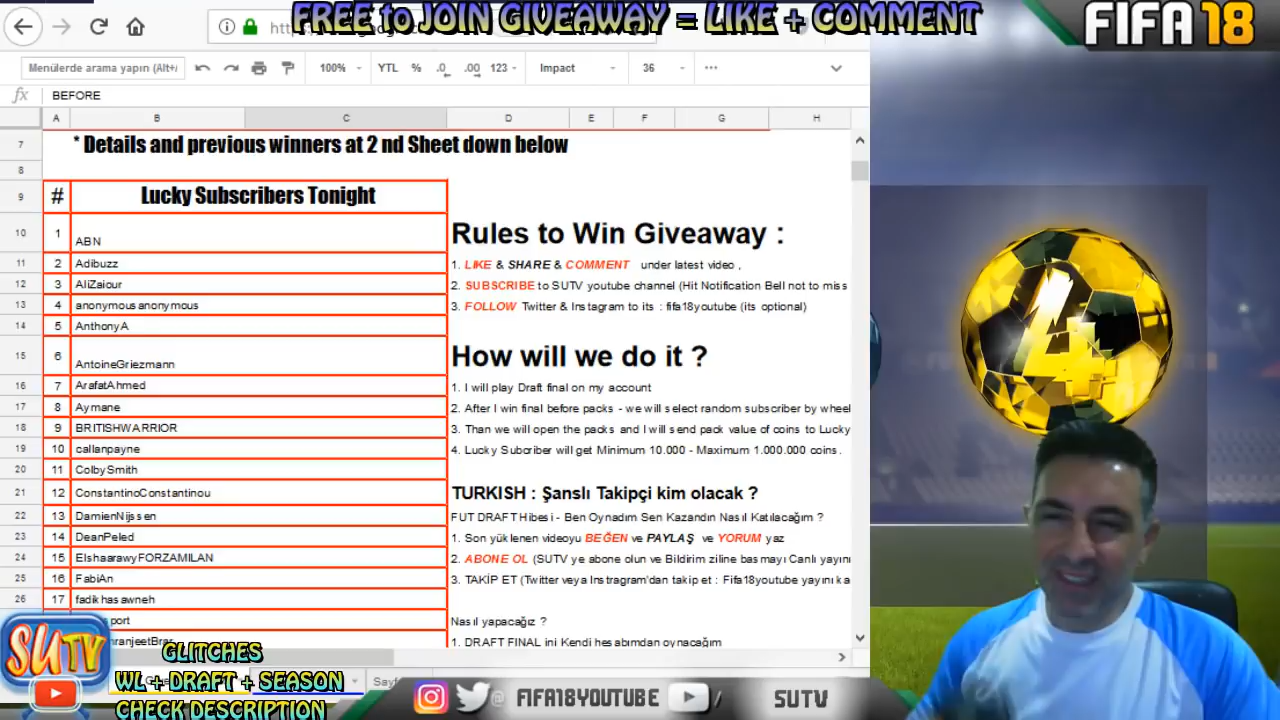 FREE to JOIN GIVEAWAY = LIKE + COMMENT
FIFA 18
Menülerde arama yapın (Alt+/
100%
YTL % .0 .00 123
Impact
36
fx BEFORE
A B C D E F G H
7 * Details and previous winners at 2 nd Sheet down below
8
9 # Lucky Subscribers Tonight
10 1 ABN
11 2 Adibuzz
12 3 AliZaiour
13 4 anonymousanonymous
14 5 AnthonyA
15 6 AntoineGriezmann
16 7 ArafatAhmed
17 8 Aymane
18 9 BRITISHWARRIOR
19 10 callanpayne
20 11 ColbySmith
21 12 ConstantinoConstantinou
22 13 DamienNijssen
23 14 DeanPeled
24 15 ElshaarawyFORZAMILAN
25 16 FabiAn
26 17 fadikhasawneh
port
Rules to Win Giveaway :
1. LIKE & SHARE & COMMENT under latest video ,
2. SUBSCRIBE to SUTV youtube channel (Hit Notification Bell not to miss
3. FOLLOW Twitter & Instagram to its : fifa18youtube (its optional)
How will we do it ?
1. I will play Draft final on my account
2. After I win final before packs - we will select random subscriber by wheel
3. Than we will open the packs and I will send pack value of coins to Lucky
4. Lucky Subcriber will get Minimum 10.000 - Maximum 1.000.000 coins.
TURKISH : Şanslı Takipçi kim olacak ?
FUT DRAFT Hibesi - Ben Oynadım Sen Kazandın Nasıl Katılacağım ?
1. Son yüklenen videoyu BEĞEN ve PAYLAŞ ve YORUM yaz
2. ABONE OL (SUTV ye abone olun ve Bildirim ziline basmayı Canlı yayını
3. TAKİP ET (Twitter veya Instragram'dan takip et : Fifa18youtube yayını ka
Nasıl yapacağız ?
1. DRAFT FINAL ini Kendi hesabımdan oynacağım
4
SUTV
GLITCHES
WL + DRAFT + SEASON
CHECK DESCRIPTION
@ FIFA18YOUTUBE
/ SUTV